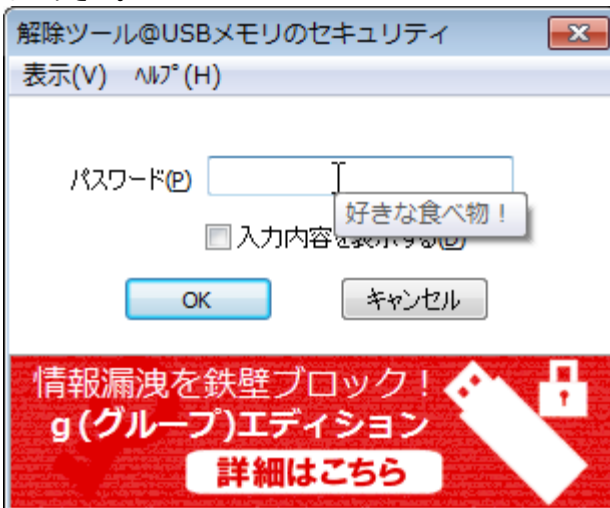 解除ツール@USBメモリのセキュリティ
表示(V) ﾍﾙﾌﾟ(H)
パスワード(P)
好きな食べ物！
入力内容を表示する(D)
OK キャンセル
情報漏洩を鉄壁ブロック！
g(グループ)エディション
詳細はこちら